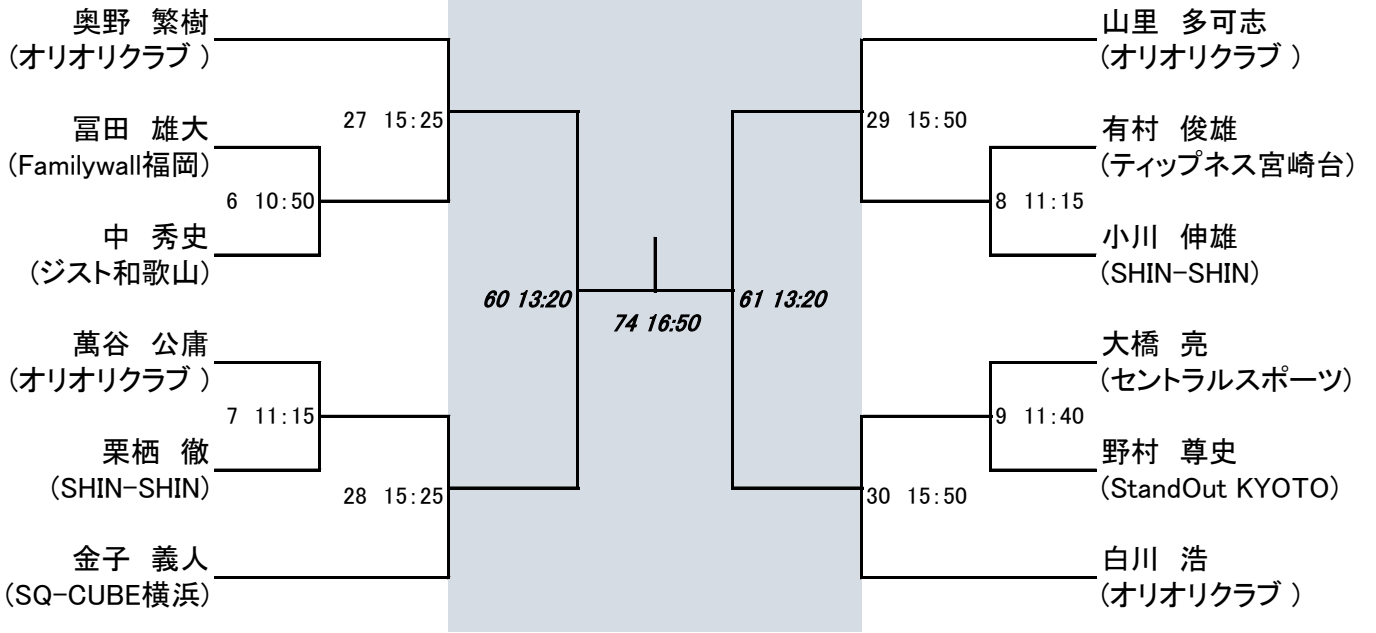 奥野 繁樹
(オリオリクラブ )
27 15:25
冨田 雄大
(Familywall福岡)
6 10:50
中 秀史
(ジスト和歌山)
60 13:20
萬谷 公庸
(オリオリクラブ )
7 11:15
栗栖 徹
(SHIN-SHIN)
28 15:25
金子 義人
(SQ-CUBE横浜)
74 16:50
山里 多可志
(オリオリクラブ )
29 15:50
有村 俊雄
(ティップネス宮崎台)
8 11:15
小川 伸雄
(SHIN-SHIN)
61 13:20
大橋 亮
(セントラルスポーツ)
9 11:40
野村 尊史
(StandOut KYOTO)
30 15:50
白川 浩
(オリオリクラブ )